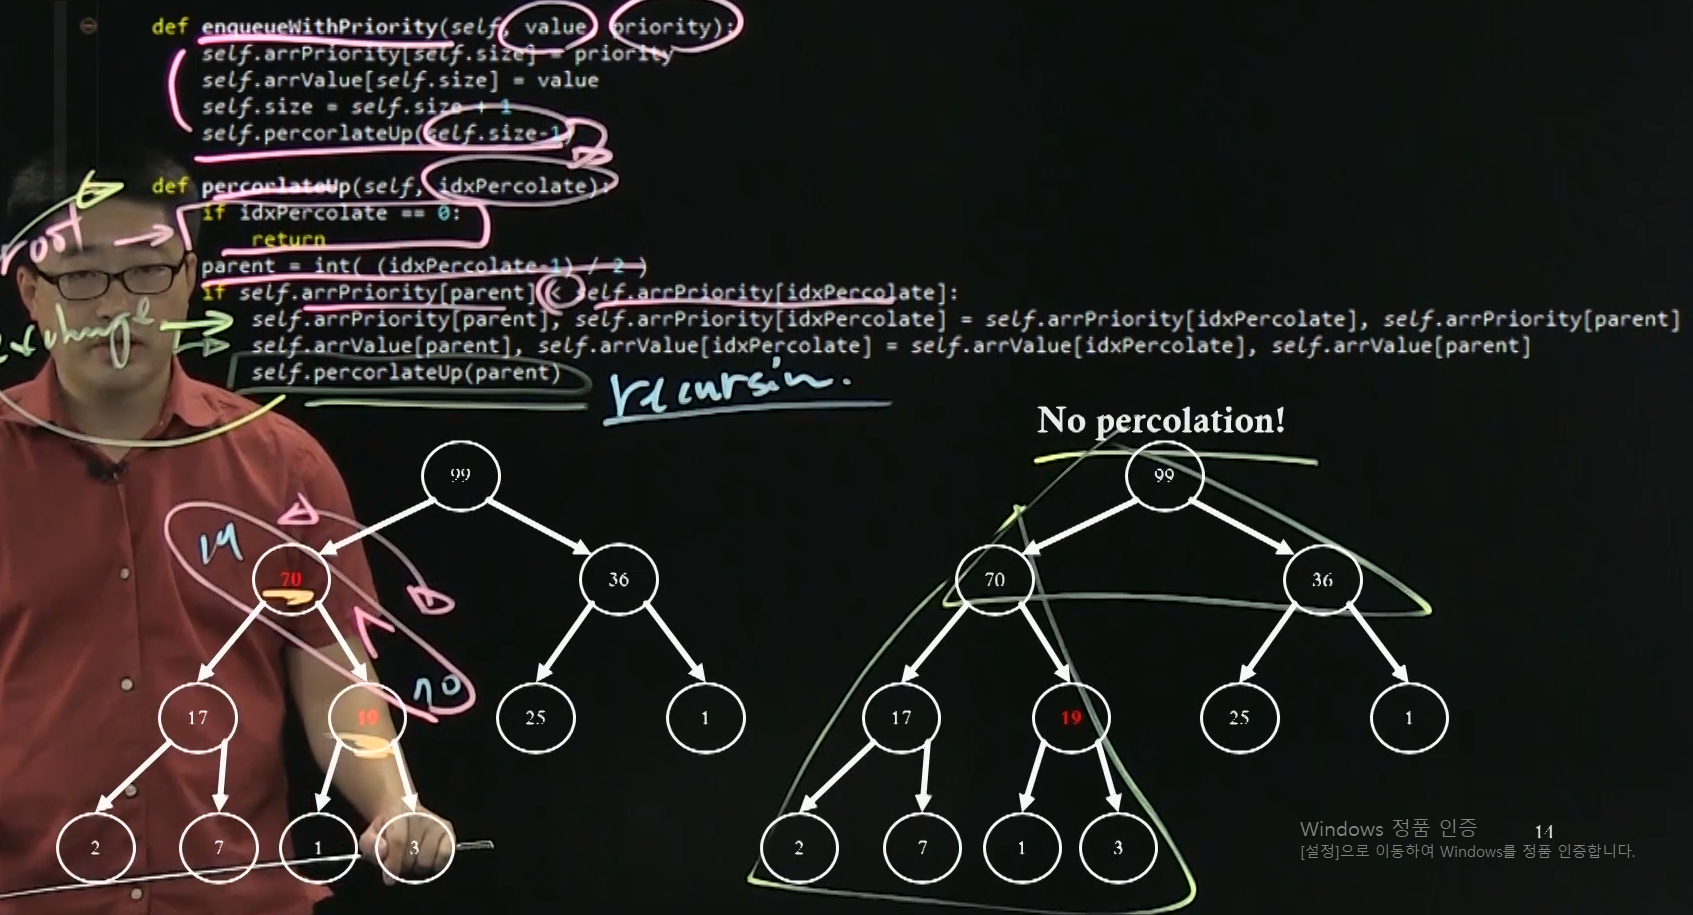 def enqueueWithPriority(self, value, priority):
self.arrPriority[self.size] = priority
self.arrValue[self.size] = value
self.size = self.size + 1
self.percorlateUp(self.size-1)
def percorlateUp(self, idxPercolate):
if idxPercolate == 0:
root
return
parent = int( (idxPercolate-1) / 2 )
if self.arrPriority[parent] < self.arrPriority[idxPercolate]:
exchange
self.arrPriority[parent], self.arrPriority[idxPercolate] = self.arrPriority[idxPercolate], self.arrPriority[parent]
self.arrValue[parent], self.arrValue[idxPercolate] = self.arrValue[idxPercolate], self.arrValue[parent]
self.percorlateUp(parent)
recursin.
No percolation!
99
19
70
36
70
17
19
25
1
2
7
1
3
99
70
36
17
19
25
1
2
7
1
3
Windows 정품 인증
14
[설정]으로 이동하여 Windows를 정품 인증합니다.